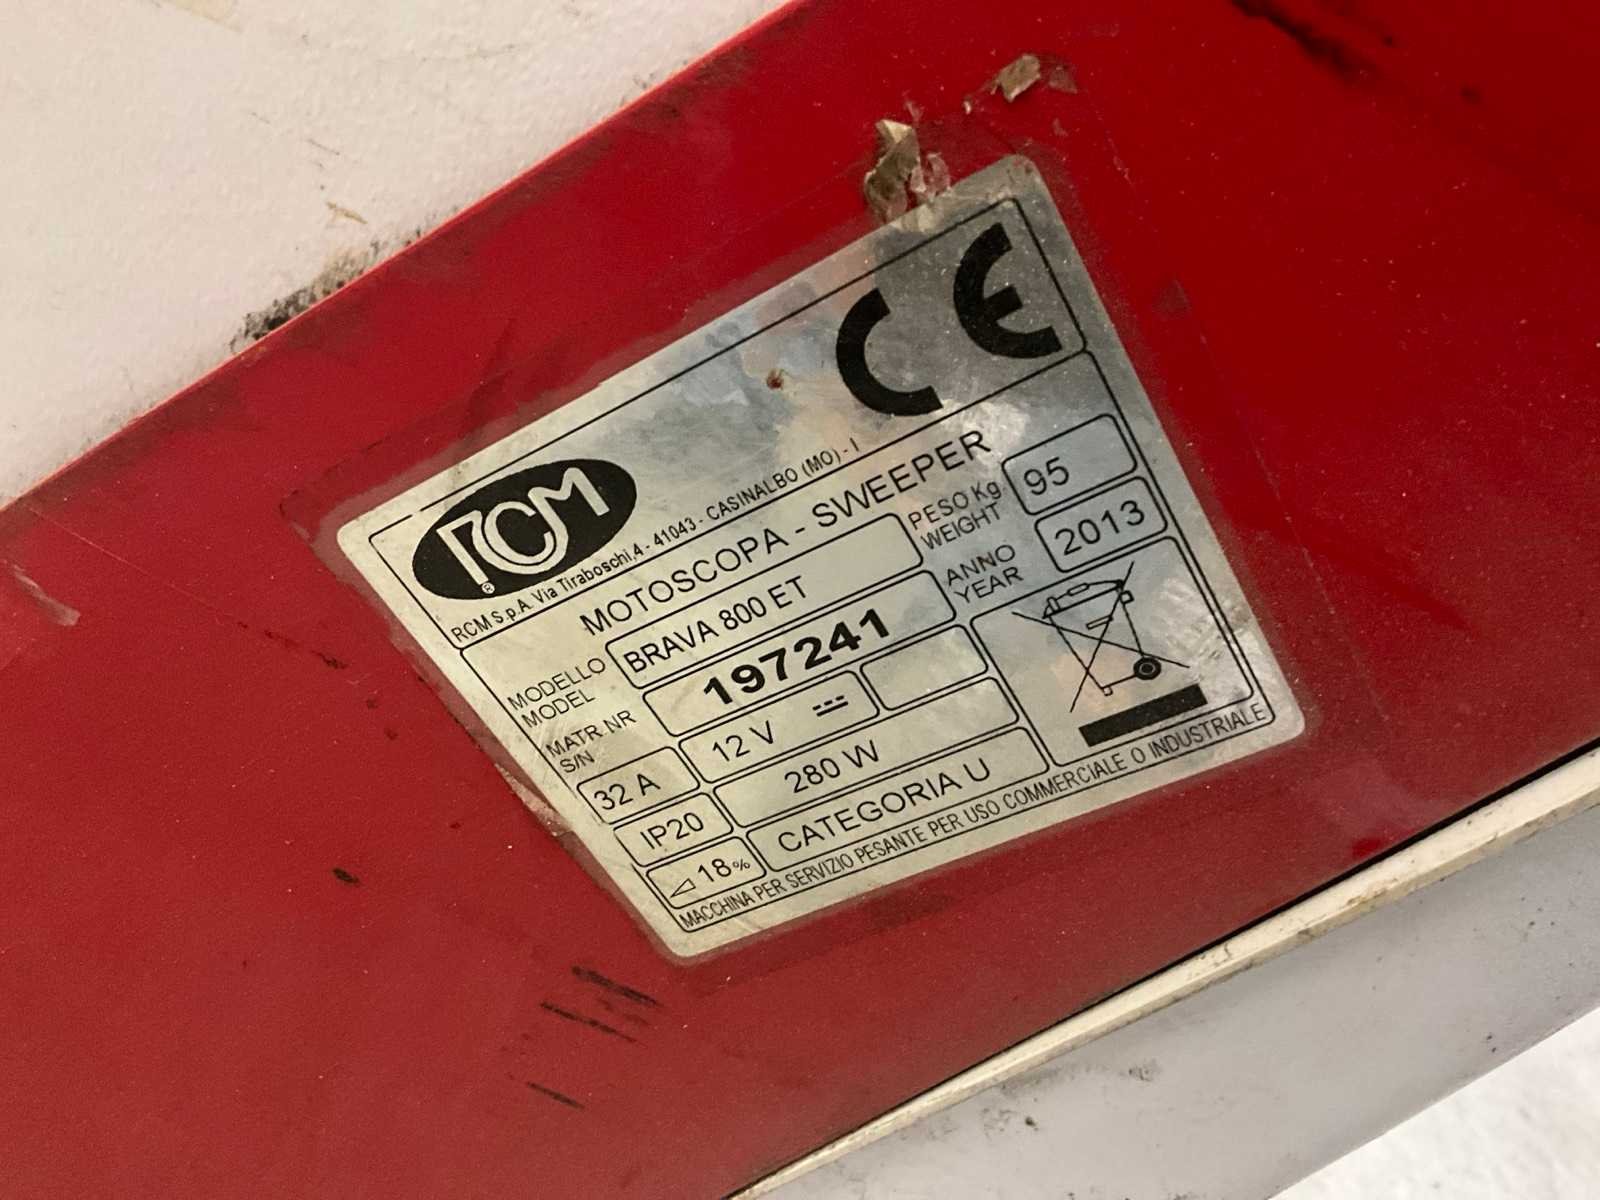 CE
RCM
®
RCM S.p.A. Via Tiraboschi,4 - 41043 - CASINALBO (MO) - I
MOTOSCOPA - SWEEPER
MODELLO
MODEL
BRAVA 800 ET
PESO Kg
WEIGHT
95
MATR. NR
S/N
197241
ANNO
YEAR
2013
32 A
12 V
IP20
280 W
18%
CATEGORIA U
MACCHINA PER SERVIZIO PESANTE PER USO COMMERCIALE O INDUSTRIALE